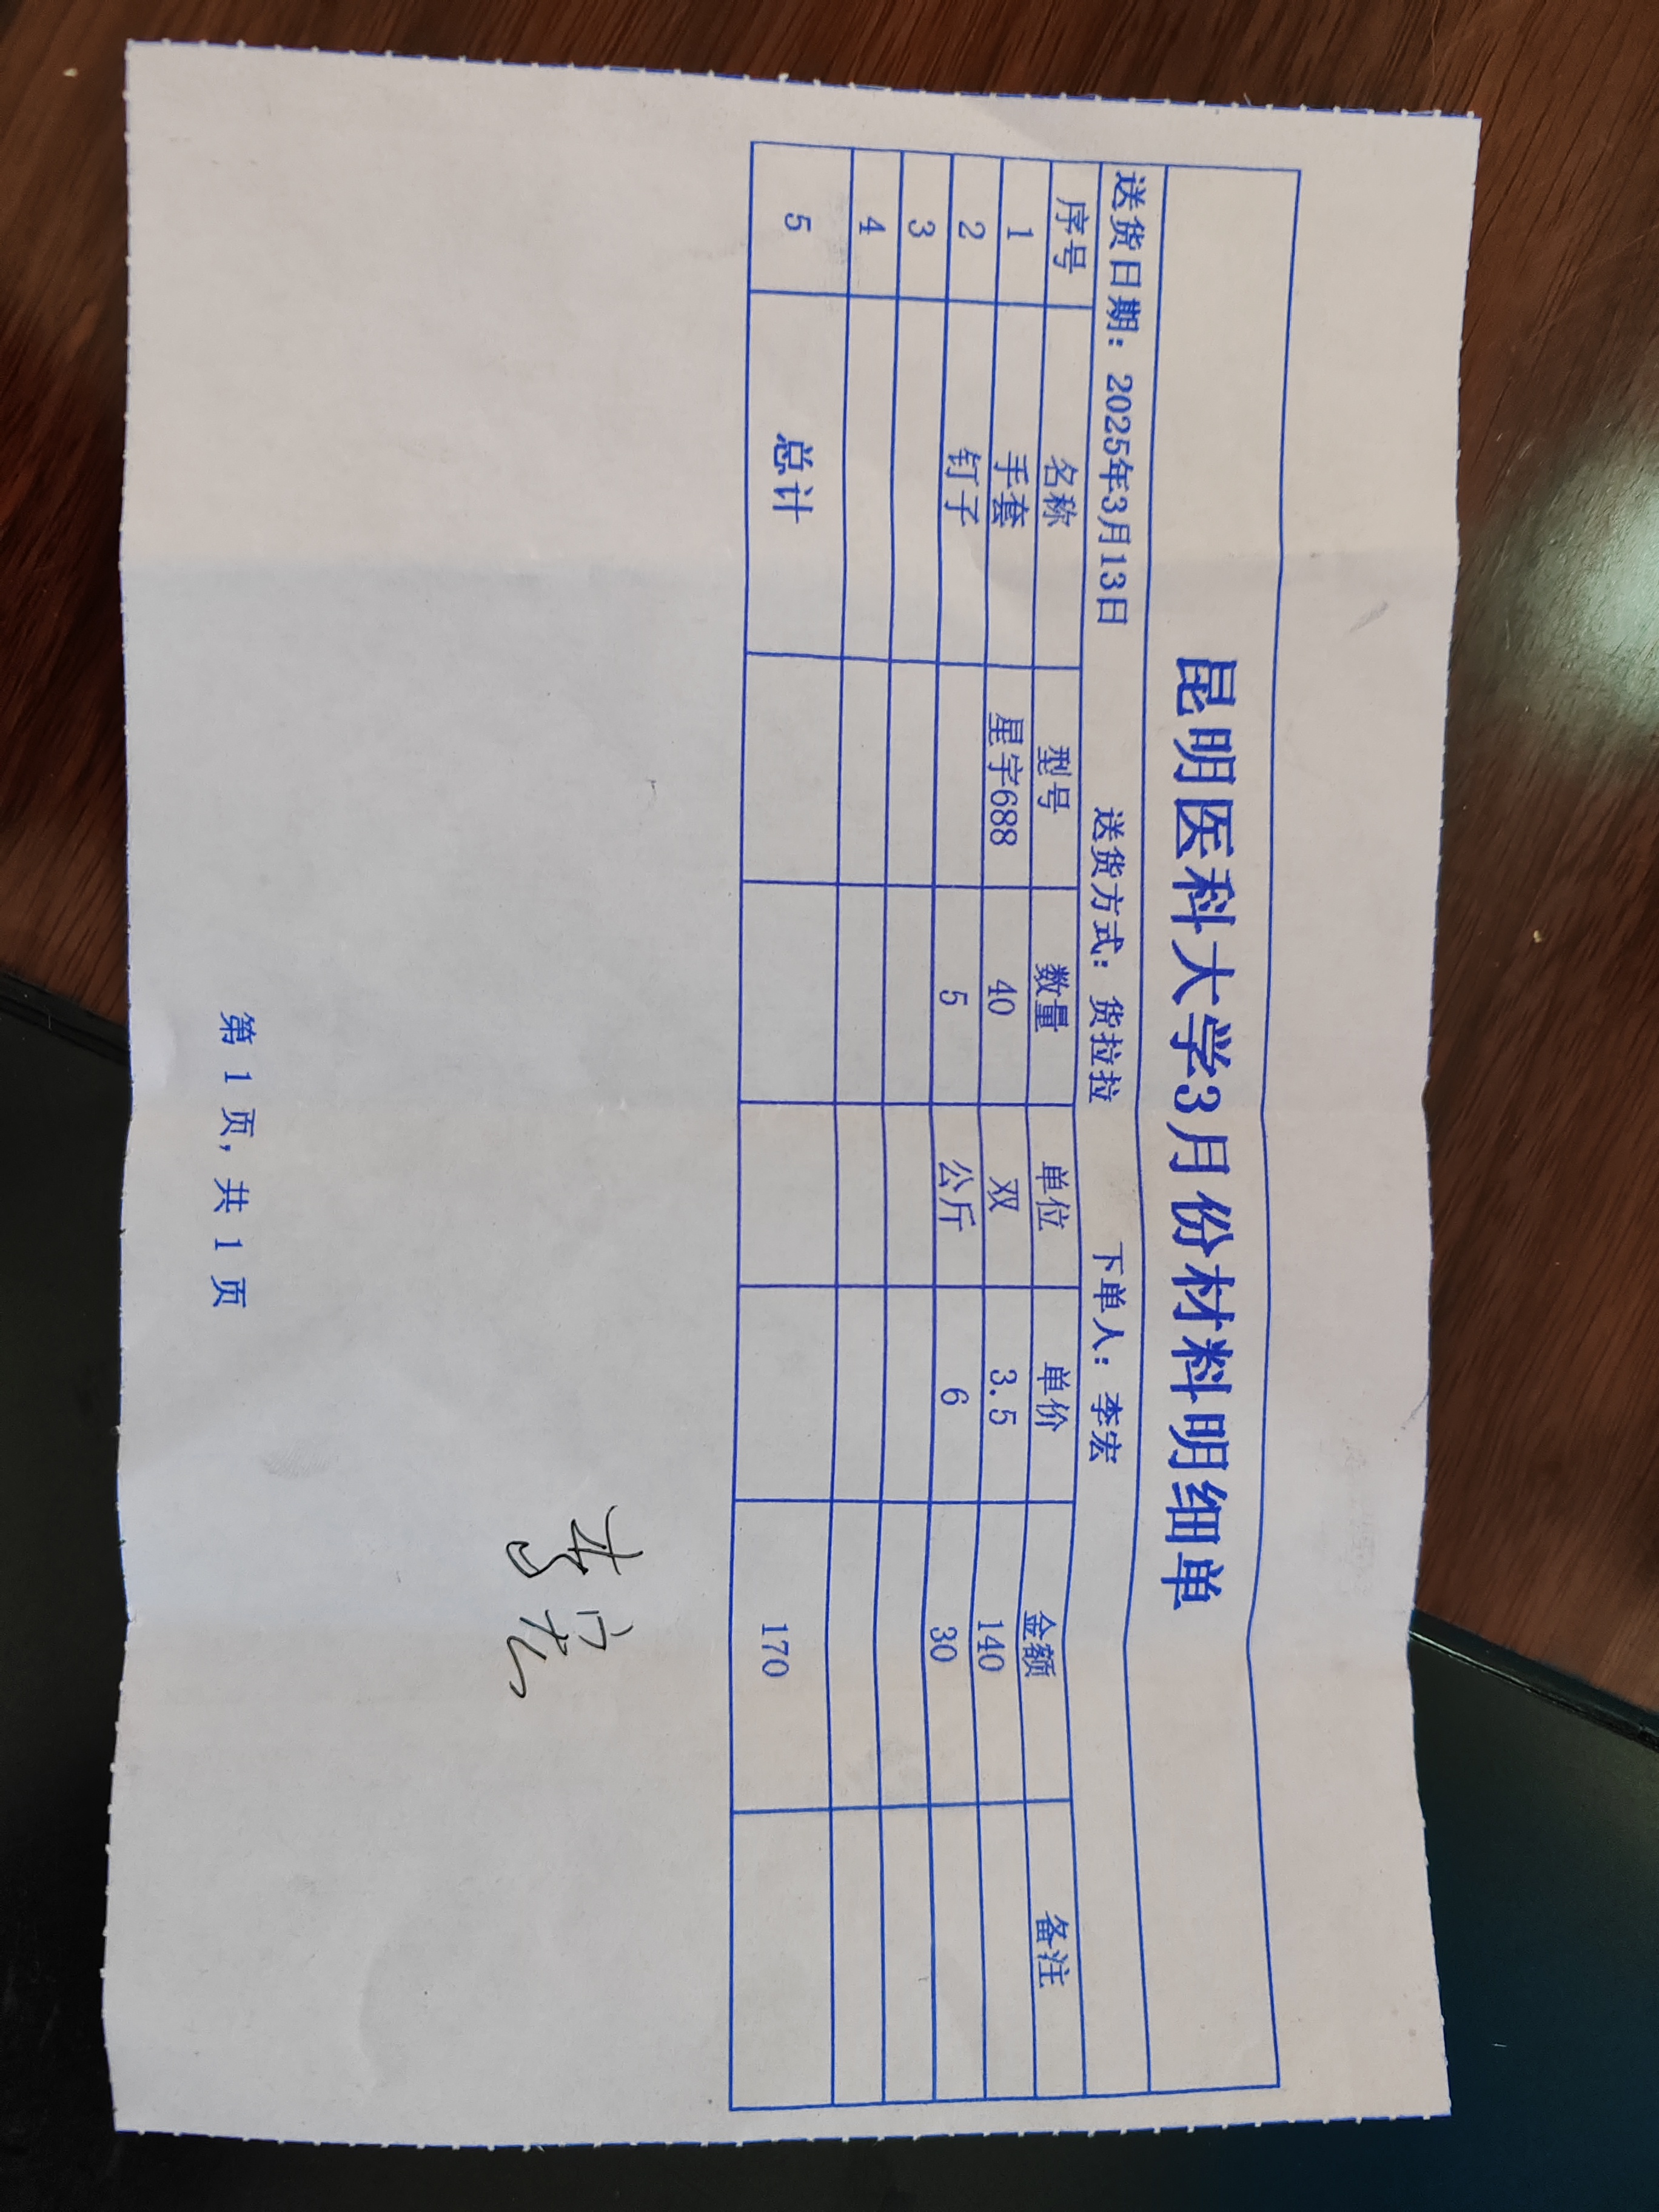 昆明医科大学3月份材料明细单
送货日期：2025年3月13日 送货方式：货拉拉 下单人：李宏
序号 名称 型号 数量 单位 单价 金额 备注
1 手套 星宇688 40 双 3.5 140
2 钉子 5 公斤 6 30
3
4
5 总计 170
李宏
第 1 页，共 1 页